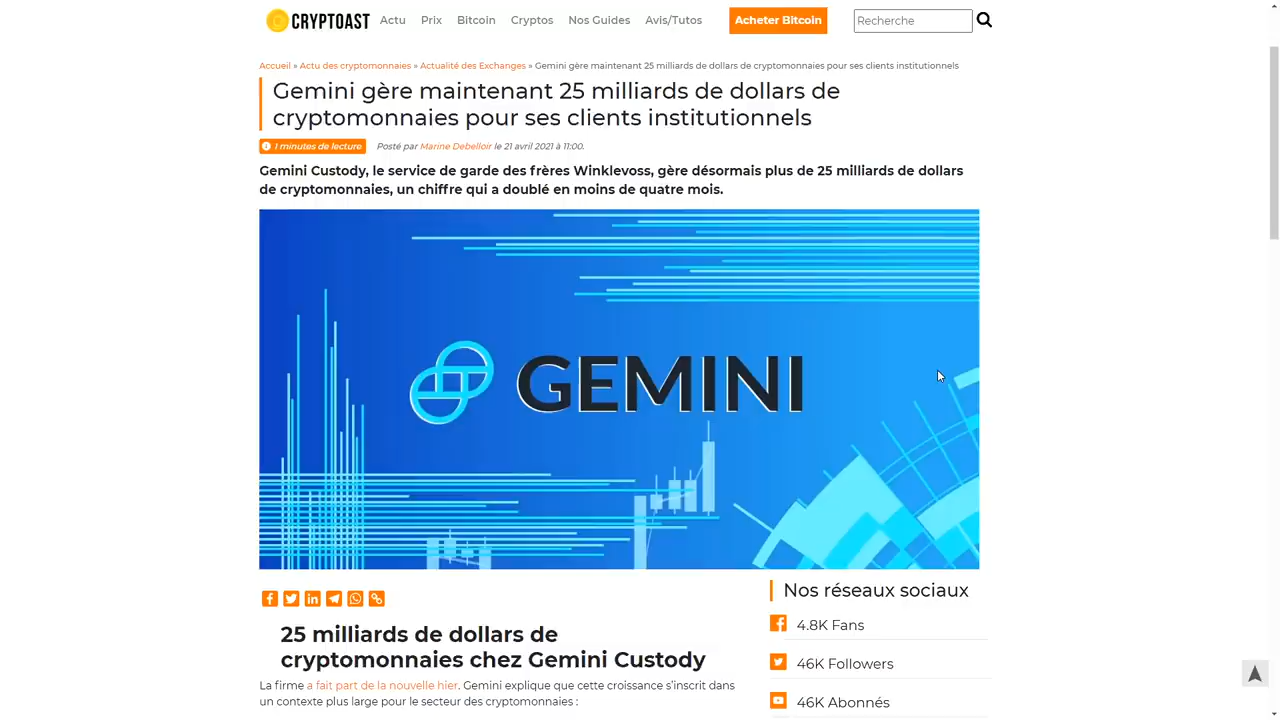 CRYPTOAST Actu Prix Bitcoin Cryptos Nos Guides Avis/Tutos Acheter Bitcoin Recherche
Accueil » Actu des cryptomonnaies » Actualité des Exchanges » Gemini gère maintenant 25 milliards de dollars de cryptomonnaies pour ses clients institutionnels
Gemini gère maintenant 25 milliards de dollars de
cryptomonnaies pour ses clients institutionnels
1 minutes de lecture Posté par Marine Debelloir le 21 avril 2021 à 11:00.
Gemini Custody, le service de garde des frères Winklevoss, gère désormais plus de 25 milliards de dollars
de cryptomonnaies, un chiffre qui a doublé en moins de quatre mois.
GEMINI
25 milliards de dollars de
cryptomonnaies chez Gemini Custody
La firme a fait part de la nouvelle hier. Gemini explique que cette croissance s'inscrit dans
un contexte plus large pour le secteur des cryptomonnaies :
Nos réseaux sociaux
4.8K Fans
46K Followers
46K Abonnés